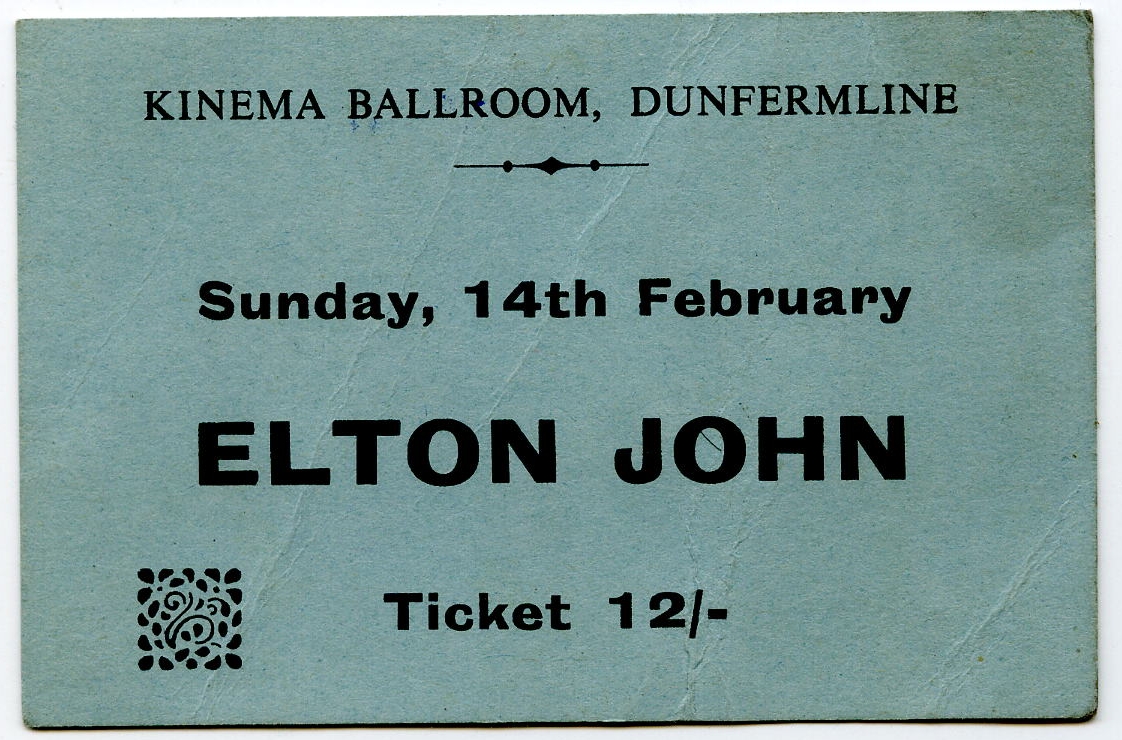 KINEMA BALLROOM, DUNFERMLINE
Sunday, 14th February
ELTON JOHN
Ticket 12/-